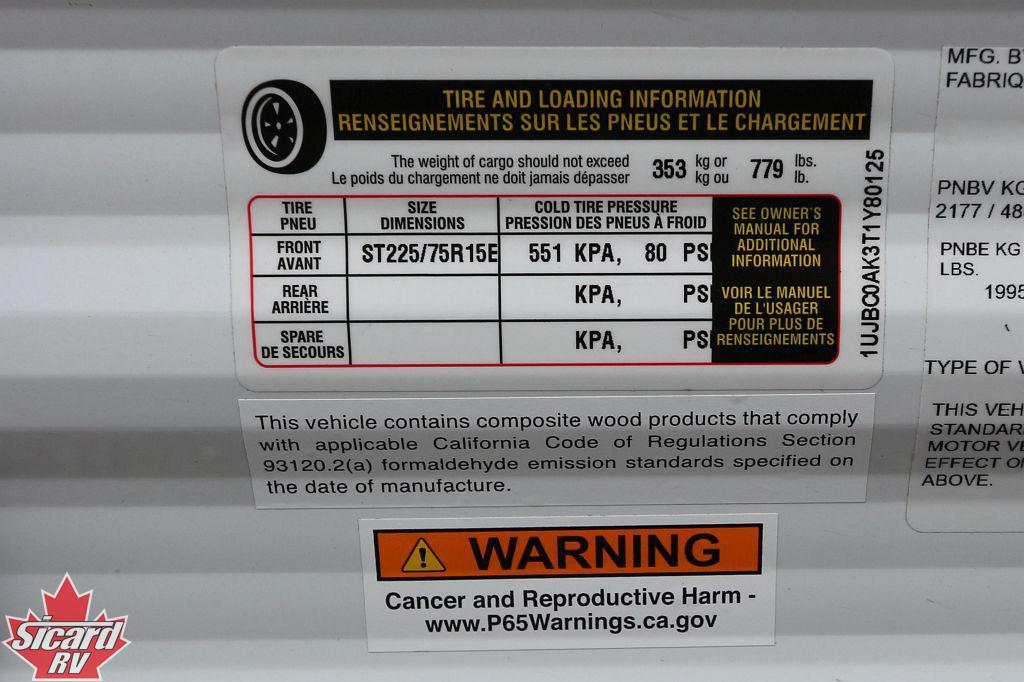 TIRE AND LOADING INFORMATION
RENSEIGNEMENTS SUR LES PNEUS ET LE CHARGEMENT
The weight of cargo should not exceed 353 kg or 779 lbs.
Le poids du chargement ne doit jamais dépasser kg ou lb.
TIRE SIZE COLD TIRE PRESSURE
PNEU DIMENSIONS PRESSION DES PNEUS À FROID
FRONT
AVANT
ST225/75R15E 551 KPA, 80 PSI
REAR
ARRIÈRE
KPA, PSI
SPARE
DE SECOURS
KPA, PSI
SEE OWNER'S
MANUAL FOR
ADDITIONAL
INFORMATION
VOIR LE MANUEL
DE L'USAGER
POUR PLUS DE
RENSEIGNEMENTS
1UJBC0AK3T1Y80125
This vehicle contains composite wood products that comply
with applicable California Code of Regulations Section
93120.2(a) formaldehyde emission standards specified on
the date of manufacture.
WARNING
Cancer and Reproductive Harm -
www.P65Warnings.ca.gov
MFG. B
FABRIQ
PNBV KG
2177 / 48
PNBE KG
LBS.
1995
TYPE OF V
THIS VEH
STANDAR
MOTOR VE
EFFECT O
ABOVE.
Sicard
RV